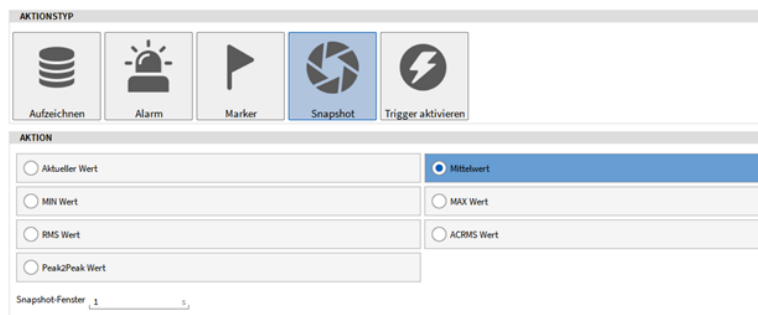 AKTIONSTYP
Aufzeichnen Alarm Marker Snapshot Trigger aktivieren
AKTION
Aktueller Wert Mittelwert
MIN Wert MAX Wert
RMS Wert ACRMS Wert
Peak2Peak Wert
Snapshot-Fenster 1 s